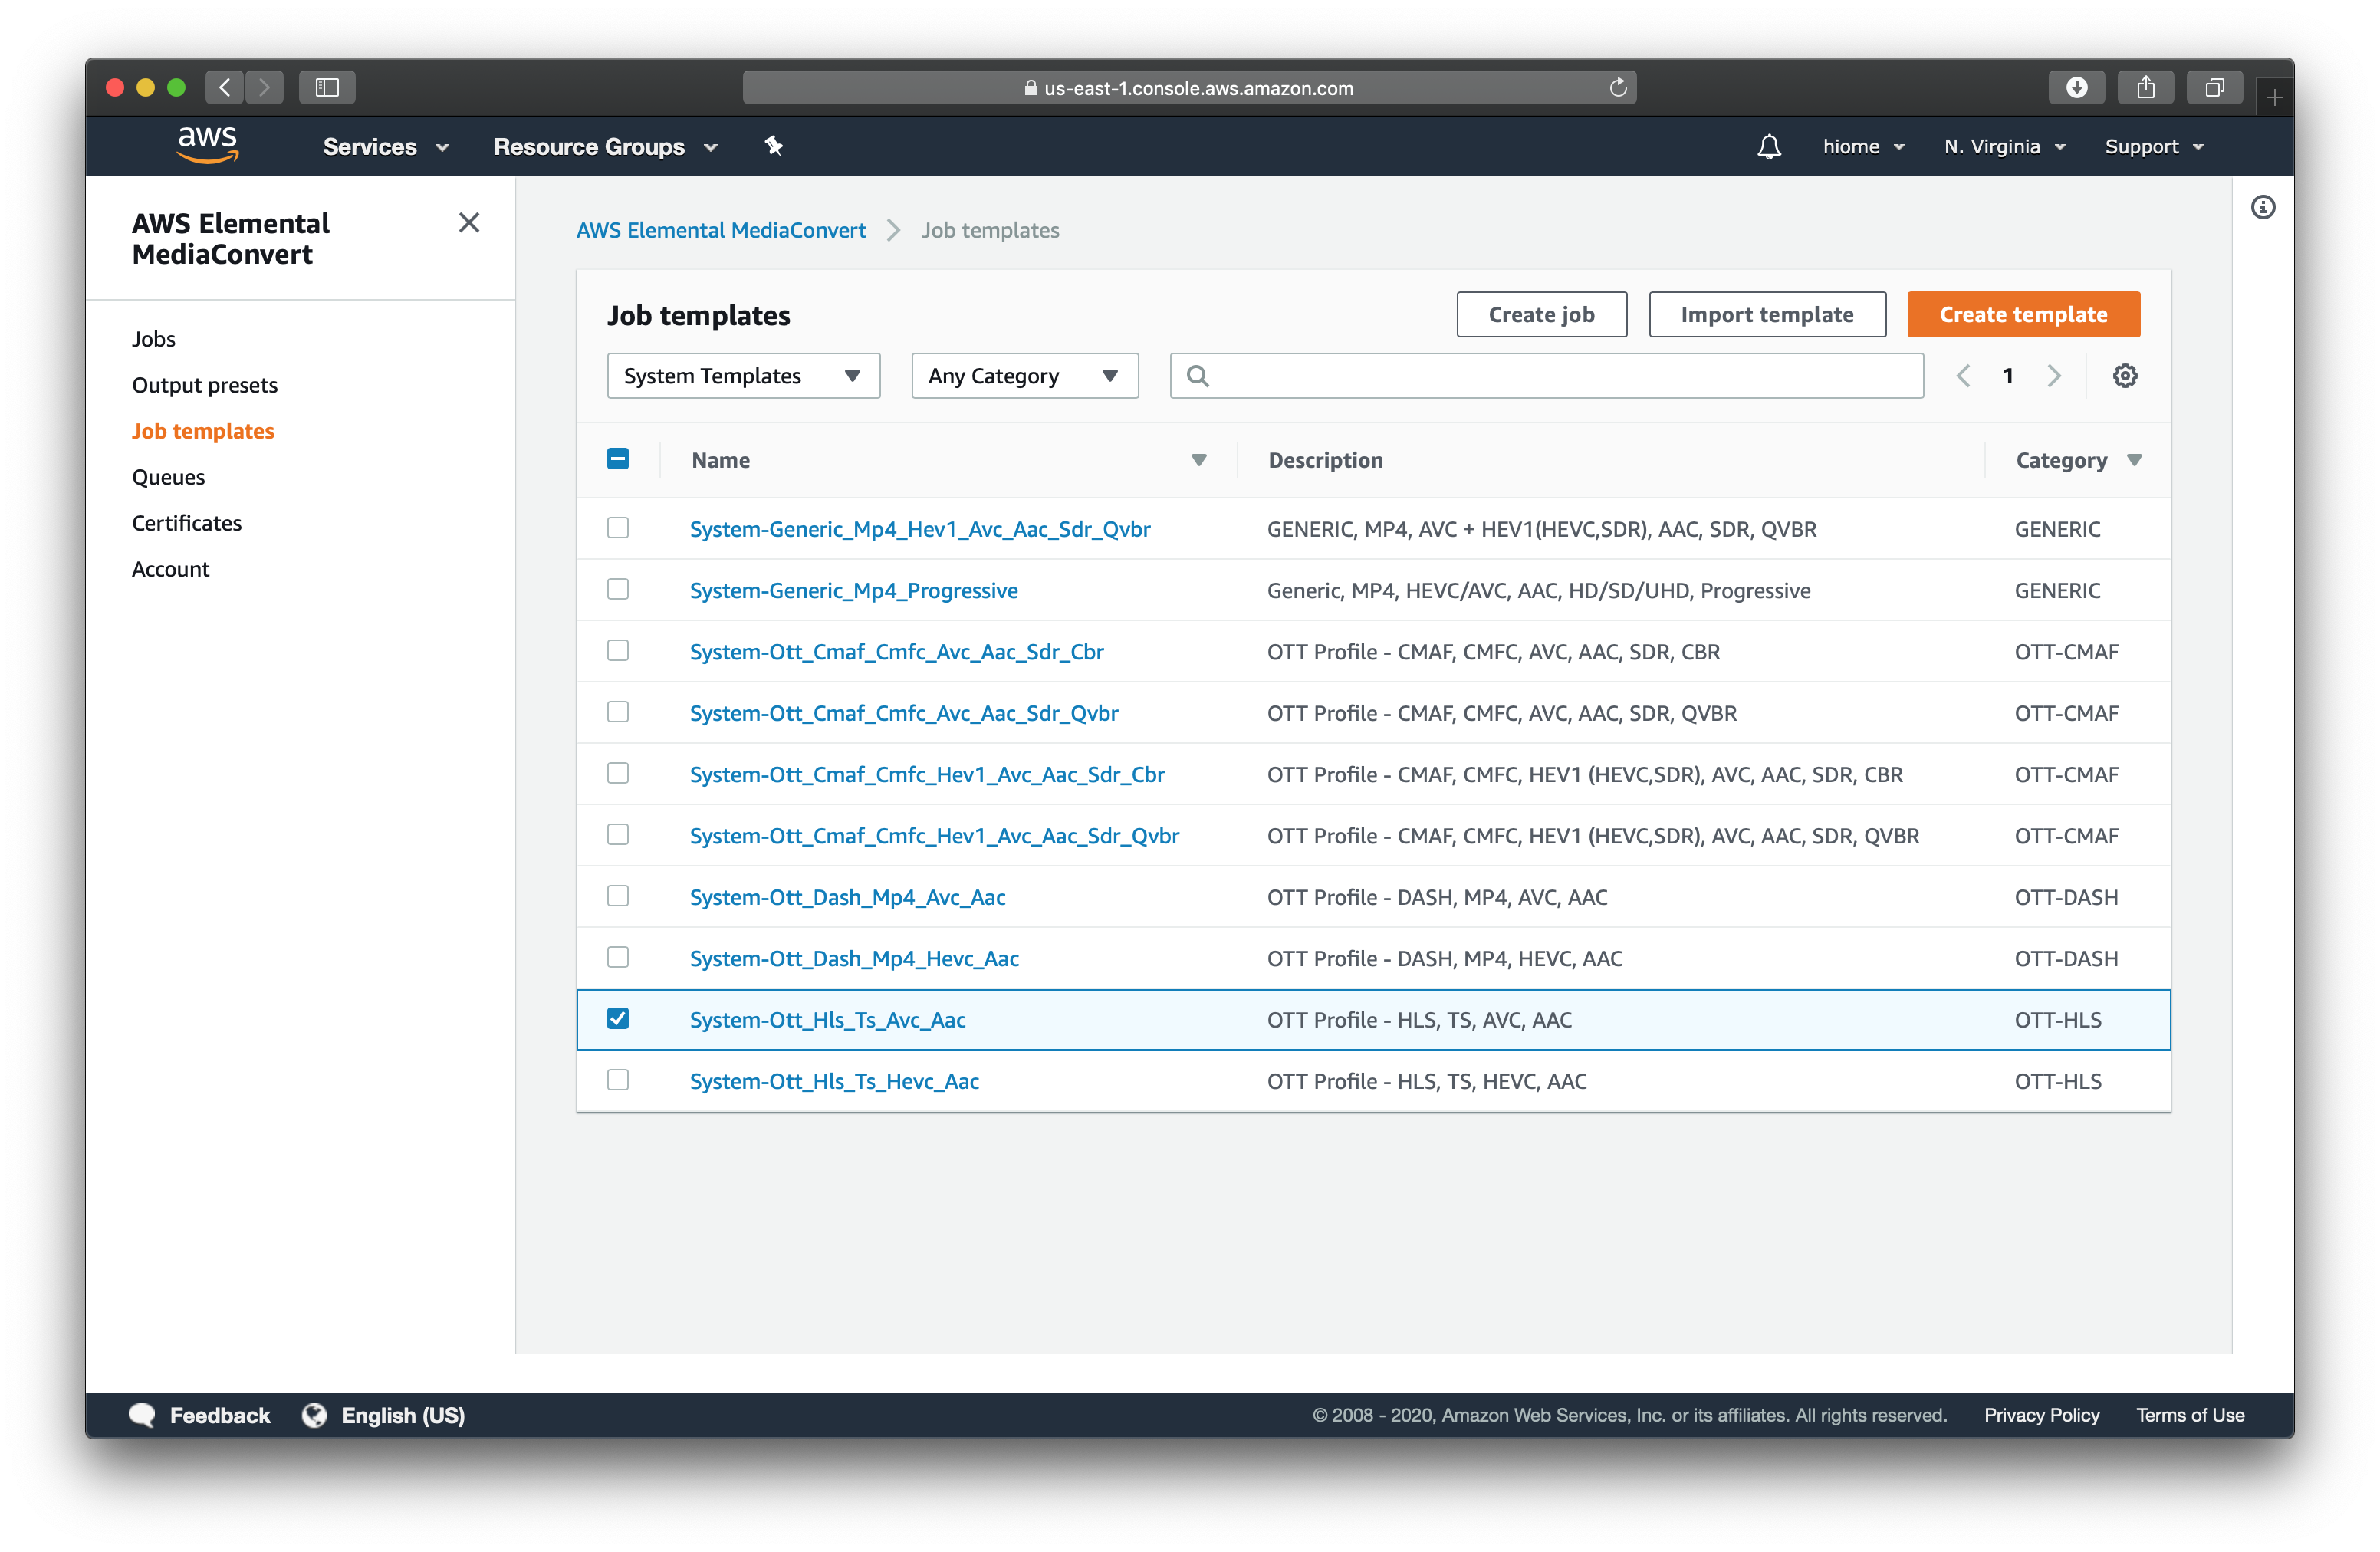 us-east-1.console.aws.amazon.com
aws Services Resource Groups hiome N. Virginia Support
AWS Elemental
MediaConvert
Jobs
Output presets
Job templates
Queues
Certificates
Account
AWS Elemental MediaConvert Job templates
Job templates Create job Import template Create template
System Templates Any Category 1
Name Description Category
System-Generic_Mp4_Hev1_Avc_Aac_Sdr_Qvbr GENERIC, MP4, AVC + HEV1(HEVC,SDR), AAC, SDR, QVBR GENERIC
System-Generic_Mp4_Progressive Generic, MP4, HEVC/AVC, AAC, HD/SD/UHD, Progressive GENERIC
System-Ott_Cmaf_Cmfc_Avc_Aac_Sdr_Cbr OTT Profile - CMAF, CMFC, AVC, AAC, SDR, CBR OTT-CMAF
System-Ott_Cmaf_Cmfc_Avc_Aac_Sdr_Qvbr OTT Profile - CMAF, CMFC, AVC, AAC, SDR, QVBR OTT-CMAF
System-Ott_Cmaf_Cmfc_Hev1_Avc_Aac_Sdr_Cbr OTT Profile - CMAF, CMFC, HEV1 (HEVC,SDR), AVC, AAC, SDR, CBR OTT-CMAF
System-Ott_Cmaf_Cmfc_Hev1_Avc_Aac_Sdr_Qvbr OTT Profile - CMAF, CMFC, HEV1 (HEVC,SDR), AVC, AAC, SDR, QVBR OTT-CMAF
System-Ott_Dash_Mp4_Avc_Aac OTT Profile - DASH, MP4, AVC, AAC OTT-DASH
System-Ott_Dash_Mp4_Hevc_Aac OTT Profile - DASH, MP4, HEVC, AAC OTT-DASH
System-Ott_Hls_Ts_Avc_Aac OTT Profile - HLS, TS, AVC, AAC OTT-HLS
System-Ott_Hls_Ts_Hevc_Aac OTT Profile - HLS, TS, HEVC, AAC OTT-HLS
Feedback English (US) © 2008 - 2020, Amazon Web Services, Inc. or its affiliates. All rights reserved. Privacy Policy Terms of Use